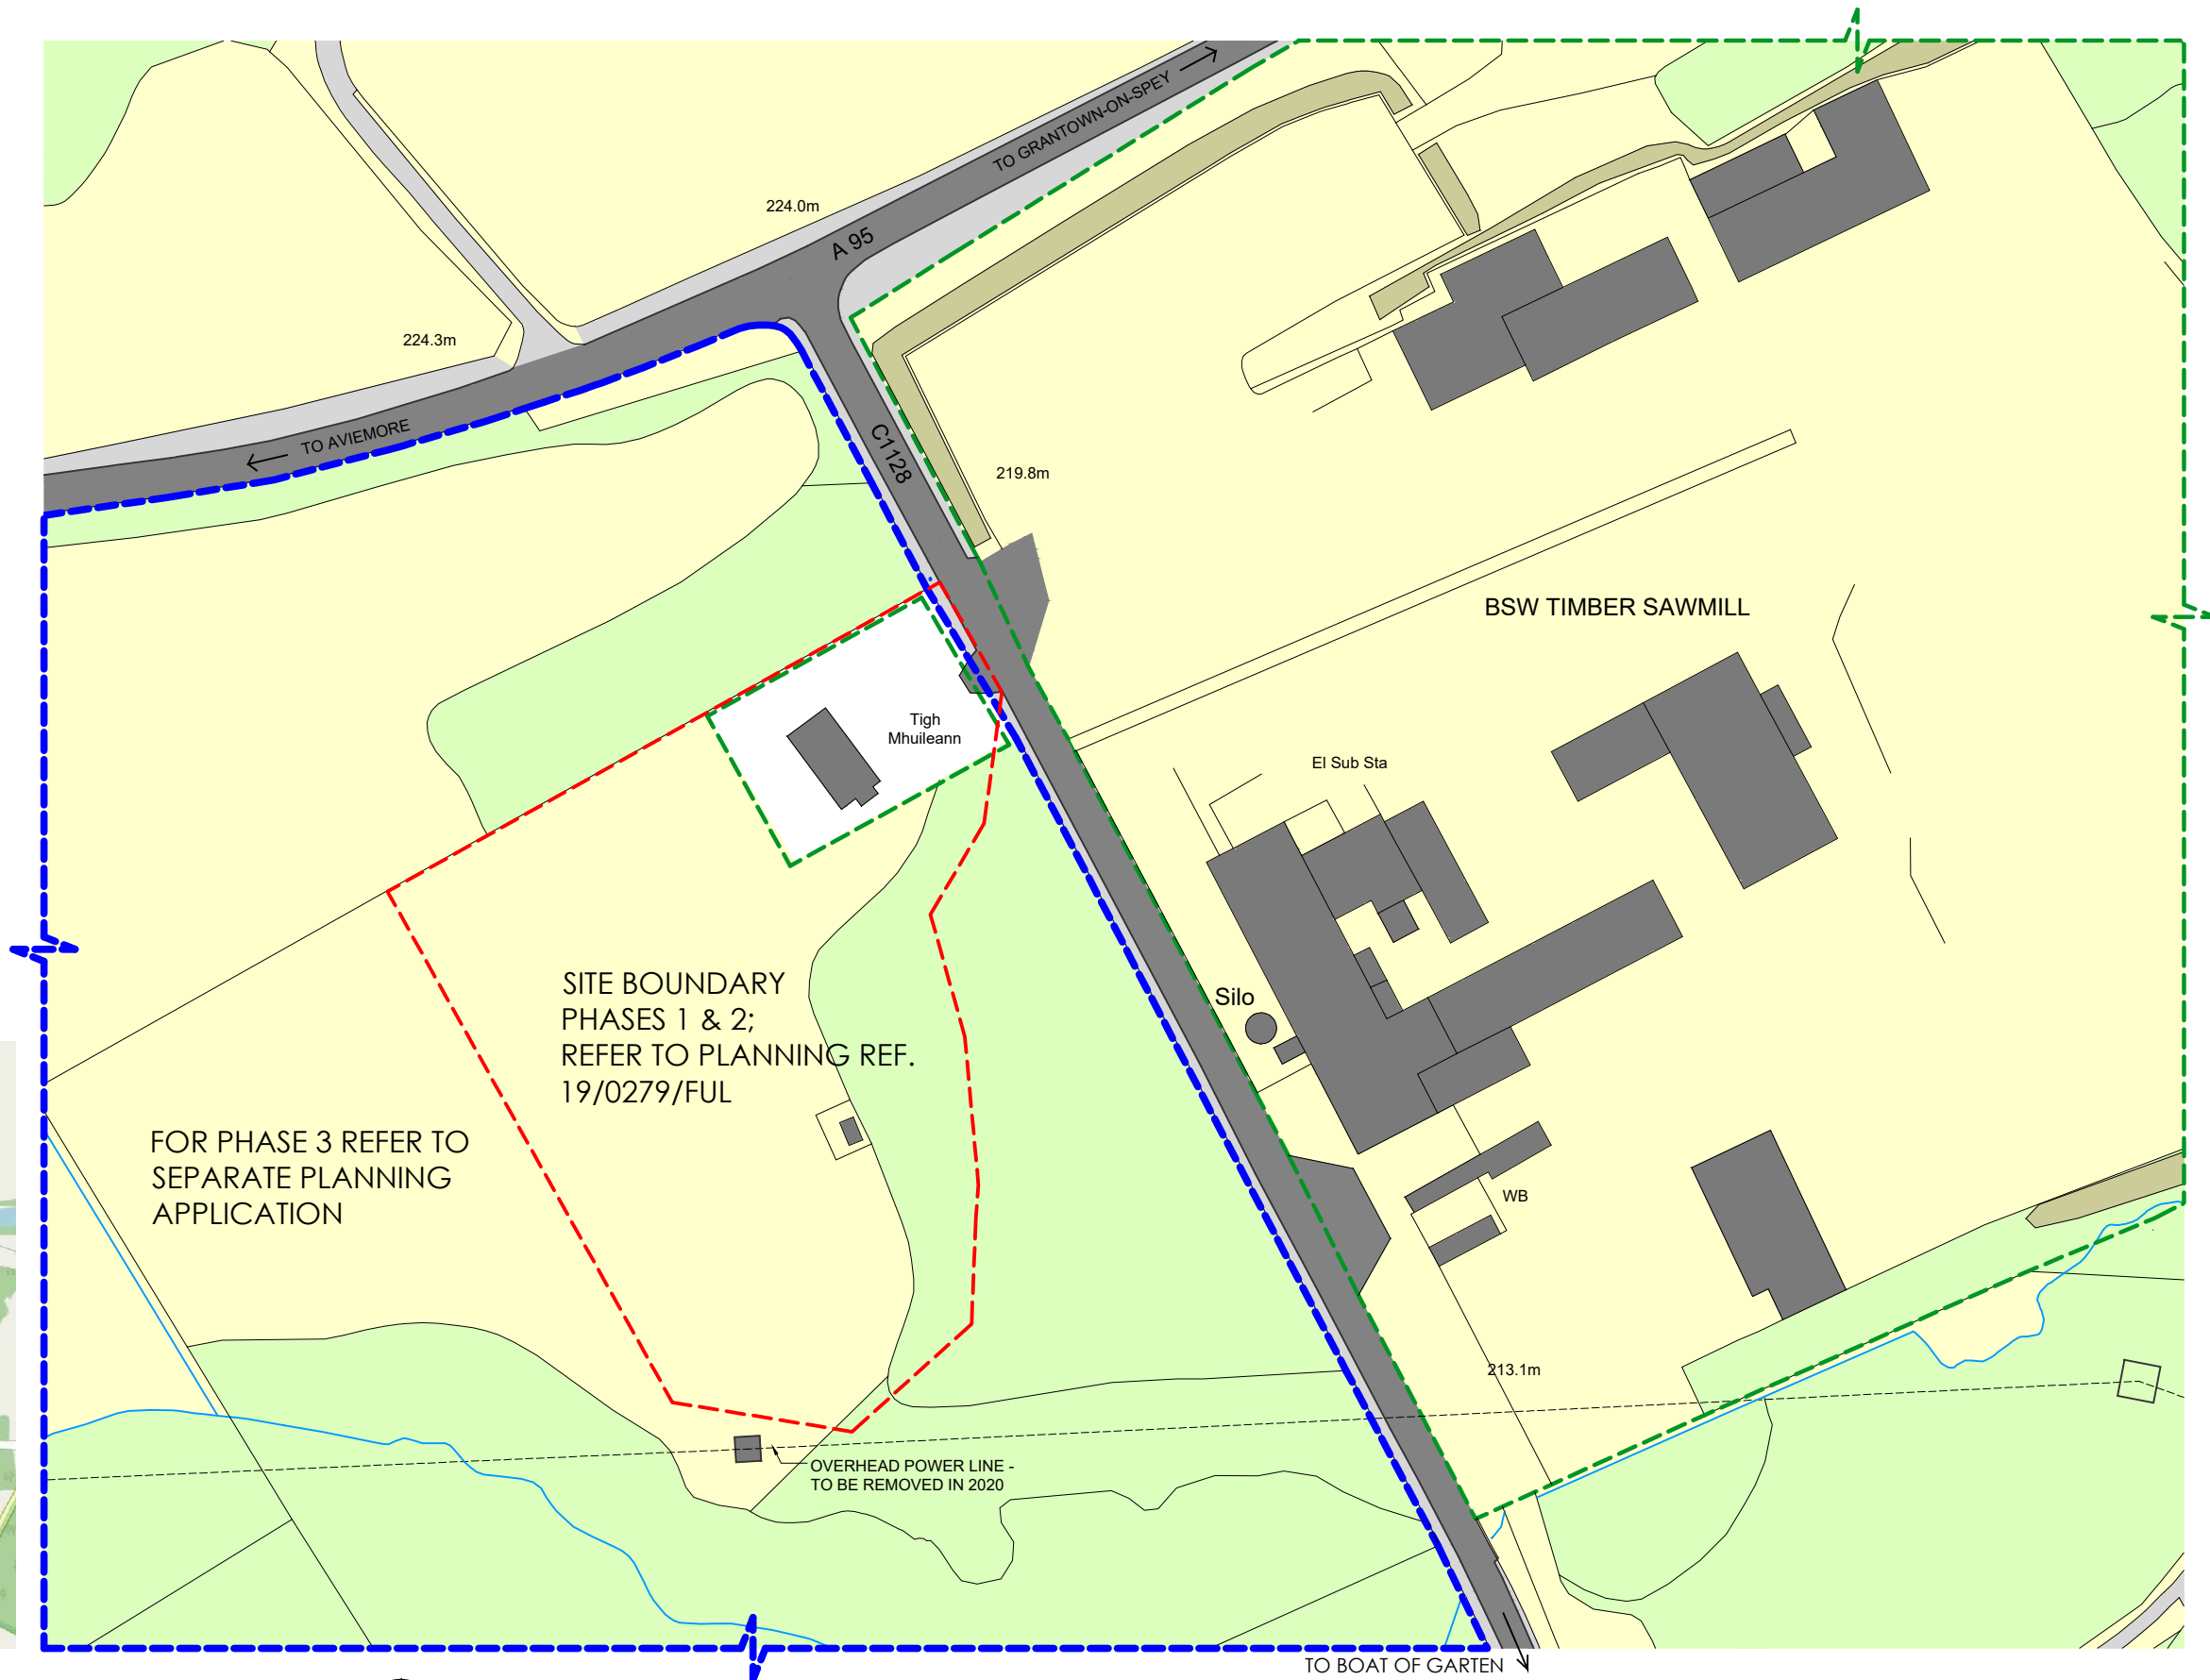 TO GRANTOWN-ON-SPEY
224.0m
A 95
224.3m
TO AVIEMORE
C1128
219.8m
BSW TIMBER SAWMILL
Tigh
Mhuileann
El Sub Sta
SITE BOUNDARY
PHASES 1 & 2;
REFER TO PLANNING REF.
19/0279/FUL
Silo
FOR PHASE 3 REFER TO
SEPARATE PLANNING
APPLICATION
WB
213.1m
OVERHEAD POWER LINE -
TO BE REMOVED IN 2020
TO BOAT OF GARTEN